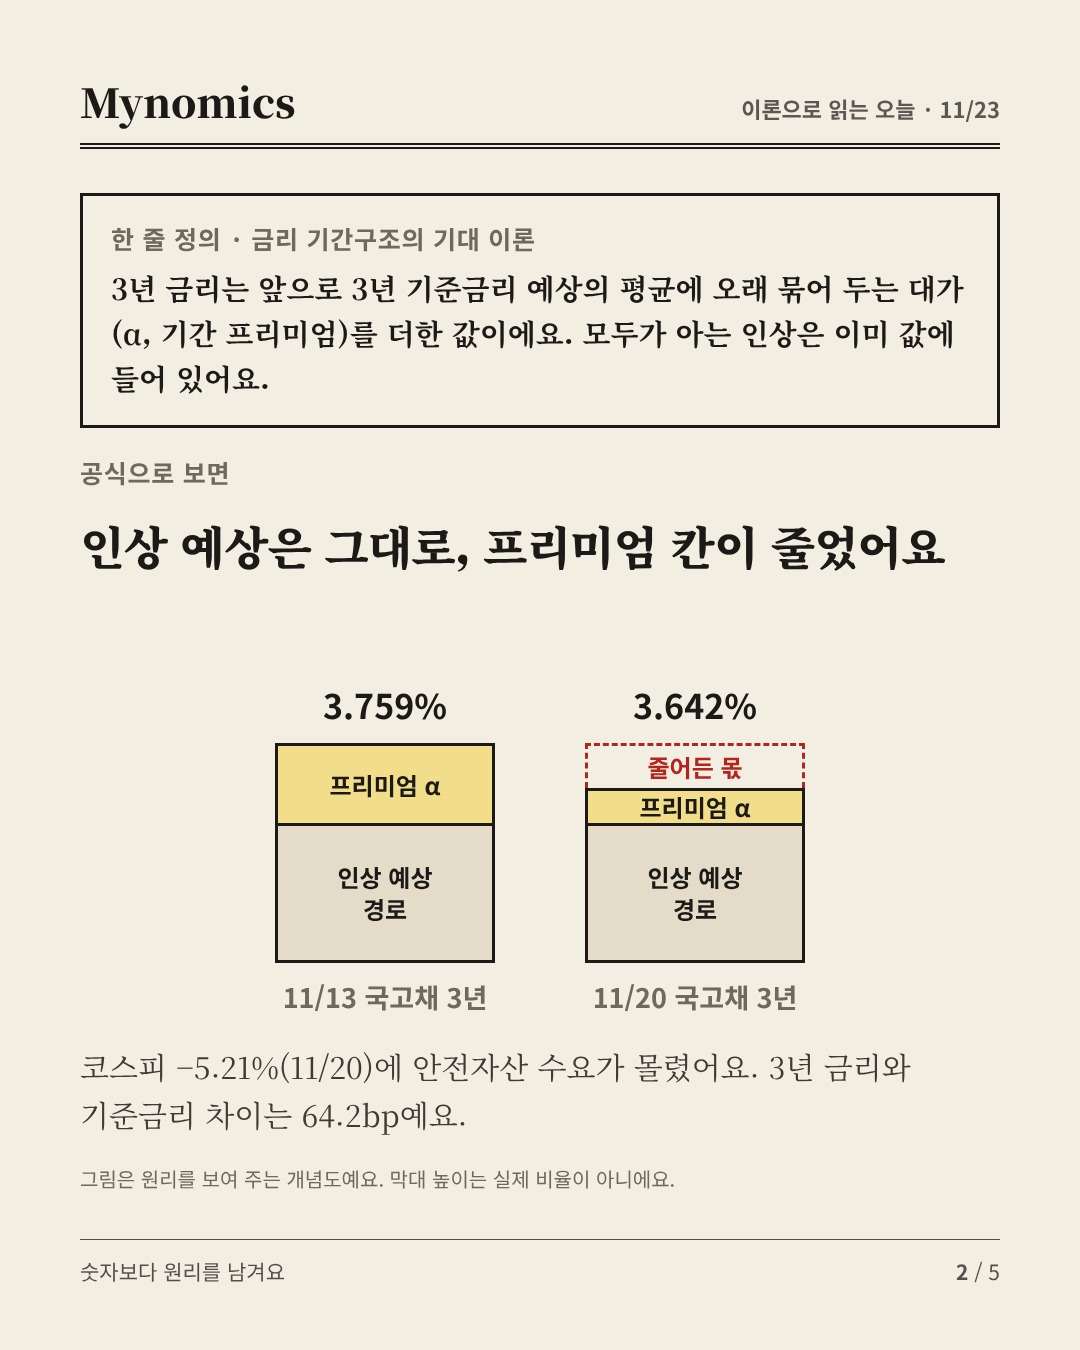 Mynomics
이론으로 읽는 오늘 · 11/23
한 줄 정의 · 금리 기간구조의 기대 이론
3년 금리는 앞으로 3년 기준금리 예상의 평균에 오래 묶어 두는 대가
(α, 기간 프리미엄)를 더한 값이에요. 모두가 아는 인상은 이미 값에
들어 있어요.
공식으로 보면
인상 예상은 그대로, 프리미엄 칸이 줄었어요
3.759%
프리미엄 α
인상 예상
경로
11/13 국고채 3년
3.642%
줄어든 몫
프리미엄 α
인상 예상
경로
11/20 국고채 3년
코스피 −5.21%(11/20)에 안전자산 수요가 몰렸어요. 3년 금리와
기준금리 차이는 64.2bp예요.
그림은 원리를 보여 주는 개념도예요. 막대 높이는 실제 비율이 아니에요.
숫자보다 원리를 남겨요
2 / 5